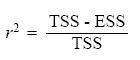 r² = TSS - ESS / TSS